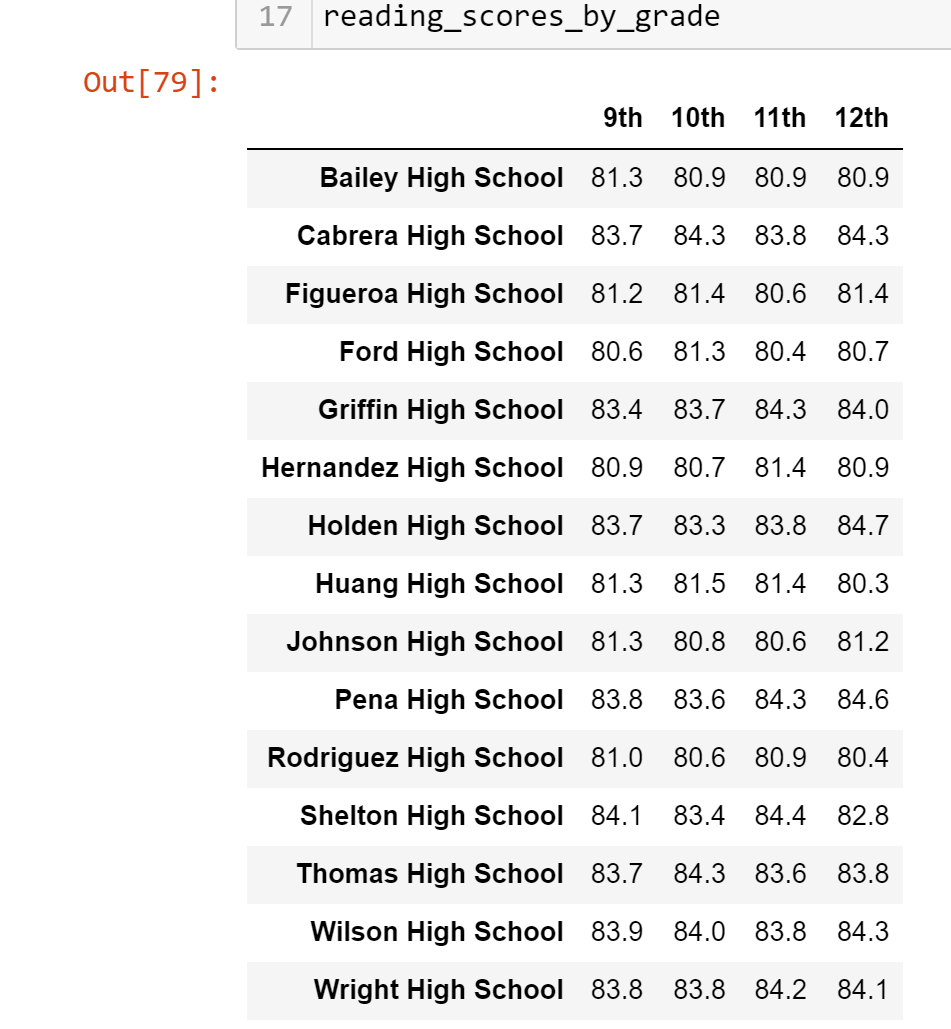 17 reading_scores_by_grade
Out[79]:
9th 10th 11th 12th
Bailey High School 81.3 80.9 80.9 80.9
Cabrera High School 83.7 84.3 83.8 84.3
Figueroa High School 81.2 81.4 80.6 81.4
Ford High School 80.6 81.3 80.4 80.7
Griffin High School 83.4 83.7 84.3 84.0
Hernandez High School 80.9 80.7 81.4 80.9
Holden High School 83.7 83.3 83.8 84.7
Huang High School 81.3 81.5 81.4 80.3
Johnson High School 81.3 80.8 80.6 81.2
Pena High School 83.8 83.6 84.3 84.6
Rodriguez High School 81.0 80.6 80.9 80.4
Shelton High School 84.1 83.4 84.4 82.8
Thomas High School 83.7 84.3 83.6 83.8
Wilson High School 83.9 84.0 83.8 84.3
Wright High School 83.8 83.8 84.2 84.1